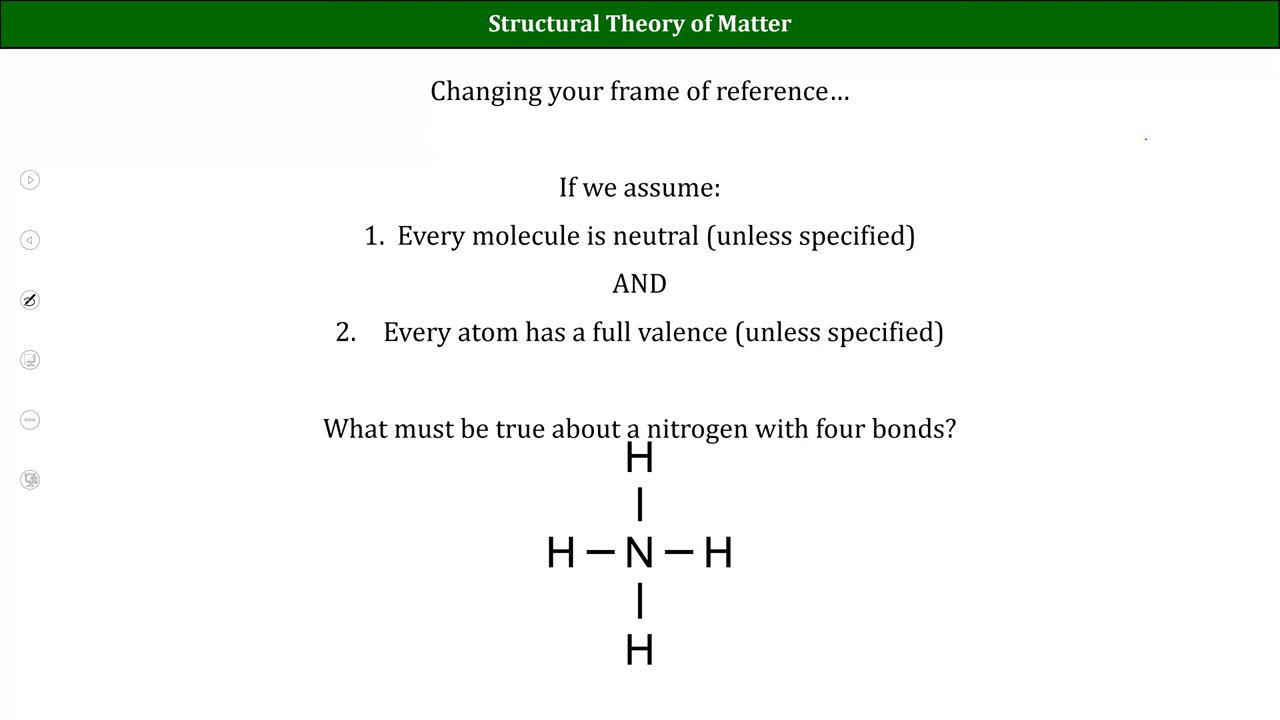 Structural Theory of Matter
Changing your frame of reference…
If we assume:
1. Every molecule is neutral (unless specified)
AND
2. Every atom has a full valence (unless specified)
What must be true about a nitrogen with four bonds?
H
H – N – H
H